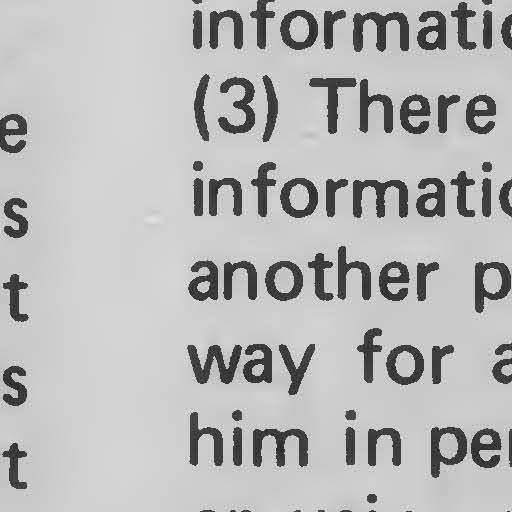 e
s
t
s
t
informatio
(3) There
informatio
another p
way for a
him in per